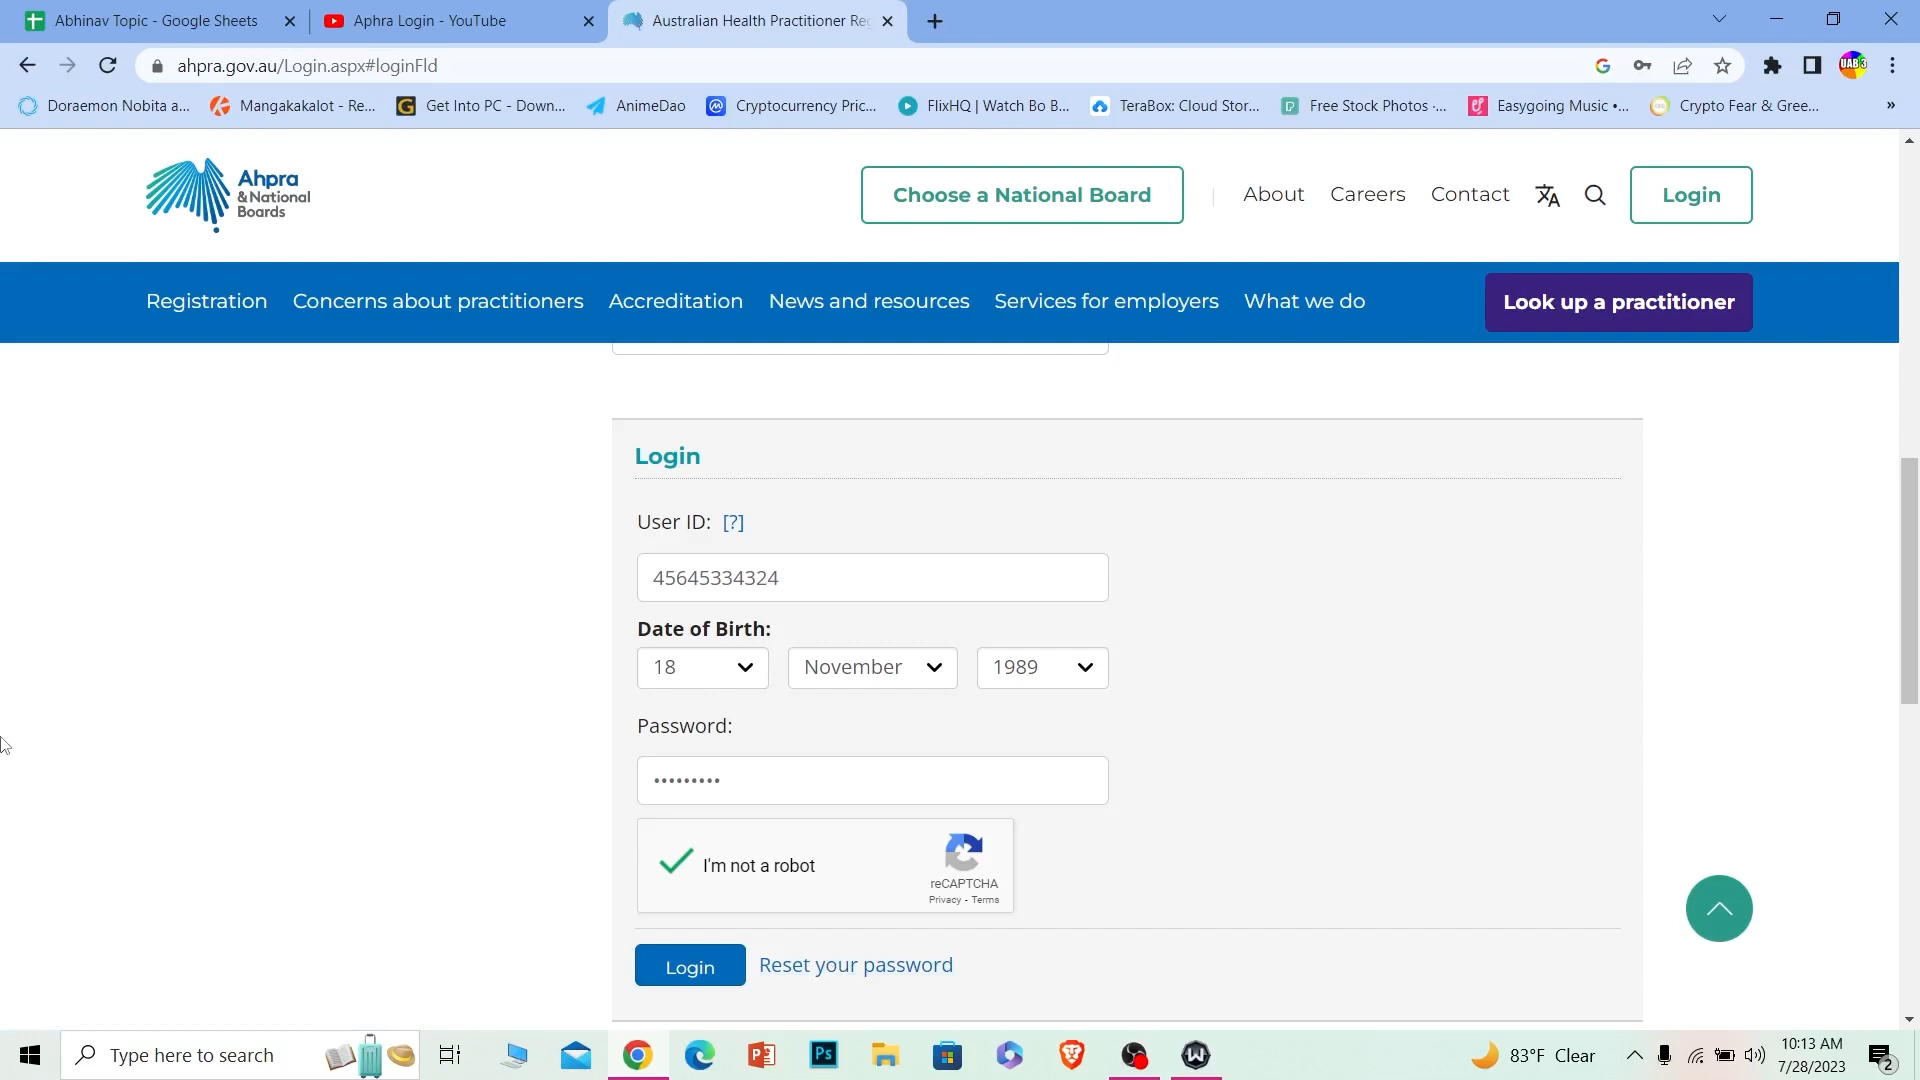 Abhinav Topic - Google Sheets
Aphra Login - YouTube
Australian Health Practitioner Reg
ahpra.gov.au/Login.aspx#loginFld
UAB 3
Doraemon Nobita a...
Mangakakalot - Re...
Get Into PC - Down...
AnimeDao
Cryptocurrency Pric...
FlixHQ | Watch Bo B...
TeraBox: Cloud Stor...
Free Stock Photos ·...
Easygoing Music •...
Crypto Fear & Gree...
»
Ahpra
& National
Boards
Choose a National Board
About
Careers
Contact
Login
Registration
Concerns about practitioners
Accreditation
News and resources
Services for employers
What we do
Look up a practitioner
Login
User ID: [?]
45645334324
Date of Birth:
18
November
1989
Password:
•••••••••
I'm not a robot
reCAPTCHA
Privacy - Terms
Login
Reset your password
Type here to search
Ps
83°F Clear
10:13 AM
7/28/2023
2